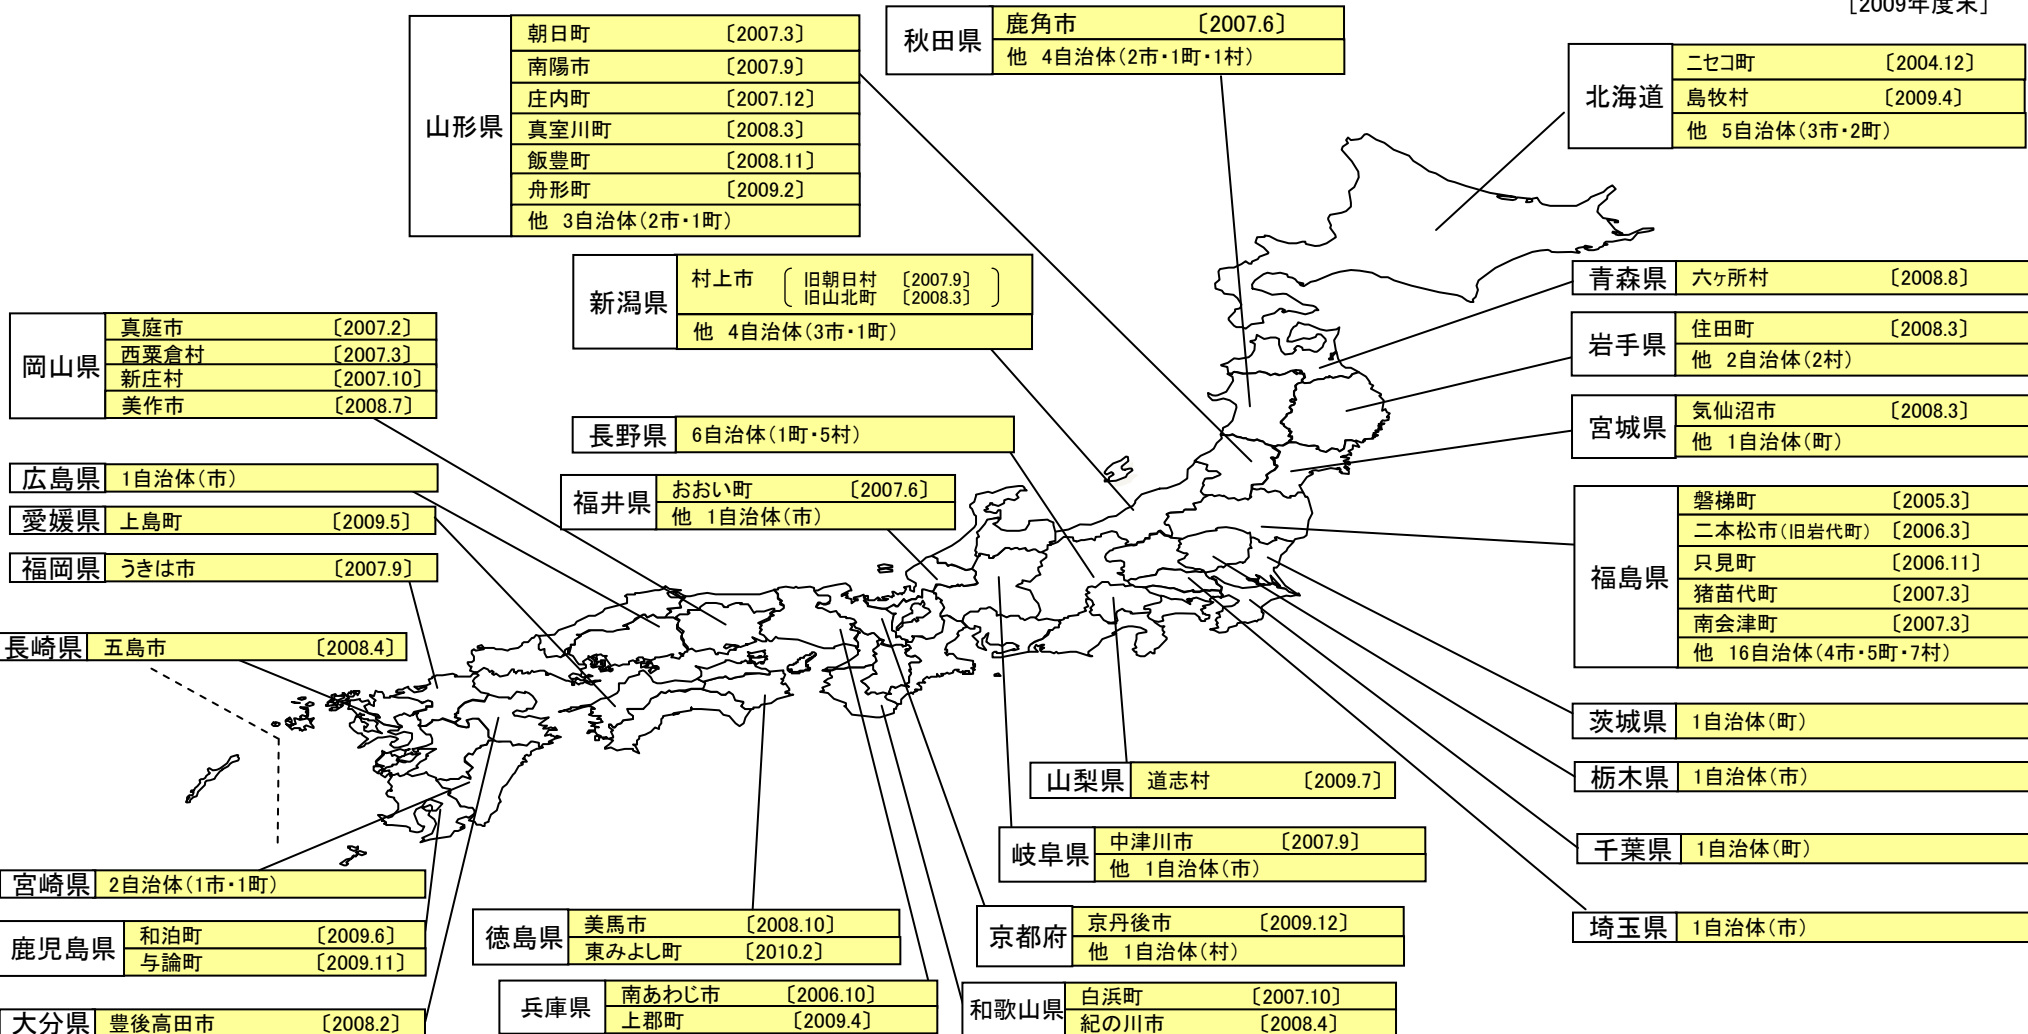 ［2009年度末］
山形県
朝日町 〔2007.3〕
南陽市 〔2007.9〕
庄内町 〔2007.12〕
真室川町 〔2008.3〕
飯豊町 〔2008.11〕
舟形町 〔2009.2〕
他 3自治体（2市・1町）
秋田県
鹿角市 〔2007.6〕
他 4自治体（2市・1町・1村）
北海道
ニセコ町 〔2004.12〕
島牧村 〔2009.4〕
他 5自治体（3市・2町）
新潟県
村上市
旧朝日村 〔2007.9〕
旧山北町 〔2008.3〕
他 4自治体（3市・1町）
青森県
六ヶ所村 〔2008.8〕
岩手県
住田町 〔2008.3〕
他 2自治体（2村）
宮城県
気仙沼市 〔2008.3〕
他 1自治体（町）
岡山県
真庭市 〔2007.2〕
西粟倉村 〔2007.3〕
新庄村 〔2007.10〕
美作市 〔2008.7〕
長野県
6自治体（1町・5村）
広島県
1自治体（市）
愛媛県
上島町 〔2009.5〕
福岡県
うきは市 〔2007.9〕
福井県
おおい町 〔2007.6〕
他 1自治体（市）
福島県
磐梯町 〔2005.3〕
二本松市（旧岩代町） 〔2006.3〕
只見町 〔2006.11〕
猪苗代町 〔2007.3〕
南会津町 〔2007.3〕
他 16自治体（4市・5町・7村）
長崎県
五島市 〔2008.4〕
茨城県
1自治体（町）
栃木県
1自治体（市）
山梨県
道志村 〔2009.7〕
千葉県
1自治体（町）
岐阜県
中津川市 〔2007.9〕
他 1自治体（市）
宮崎県
2自治体（1市・1町）
埼玉県
1自治体（市）
鹿児島県
和泊町 〔2009.6〕
与論町 〔2009.11〕
徳島県
美馬市 〔2008.10〕
東みよし町 〔2010.2〕
京都府
京丹後市 〔2009.12〕
他 1自治体（村）
大分県
豊後高田市 〔2008.2〕
兵庫県
南あわじ市 〔2006.10〕
上郡町 〔2009.4〕
和歌山県
白浜町 〔2007.10〕
紀の川市 〔2008.4〕